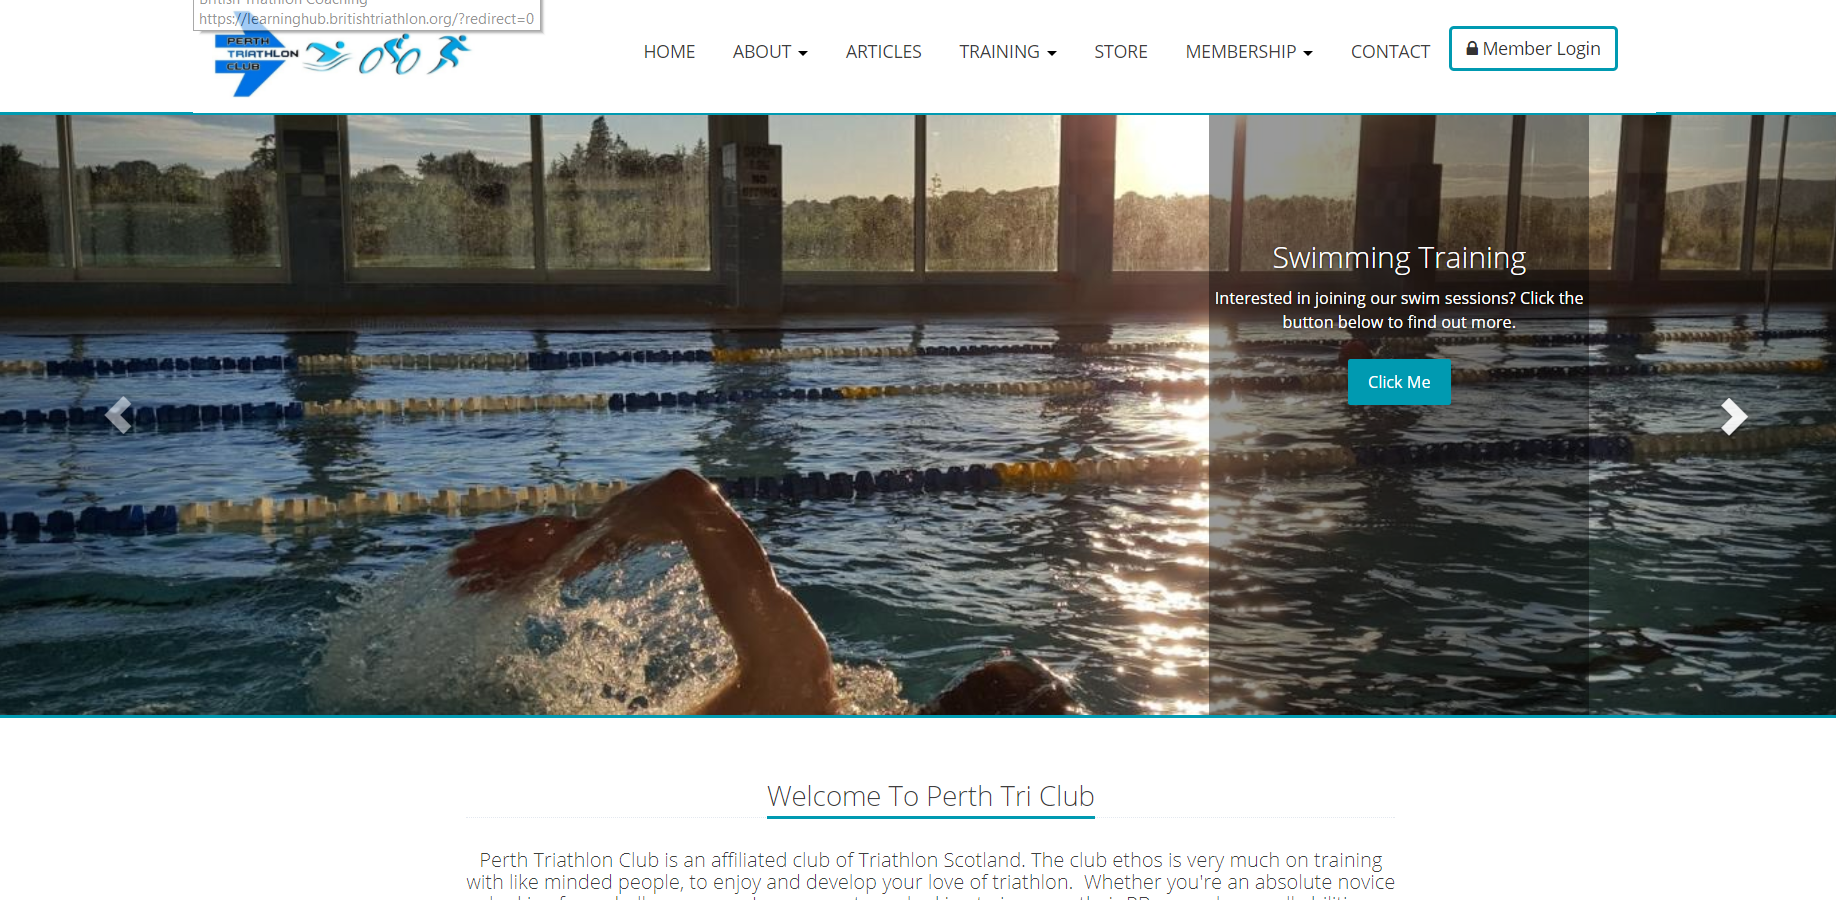 British Triathlon Coaching
https://learninghub.britishtriathlon.org/?redirect=0
PERTH
TRIATHLON
CLUB
HOME ABOUT ARTICLES TRAINING STORE MEMBERSHIP CONTACT Member Login
DEPTH
NO
Swimming Training
Interested in joining our swim sessions? Click the
button below to find out more.
Click Me
Welcome To Perth Tri Club
Perth Triathlon Club is an affiliated club of Triathlon Scotland. The club ethos is very much on training
with like minded people, to enjoy and develop your love of triathlon. Whether you're an absolute novice